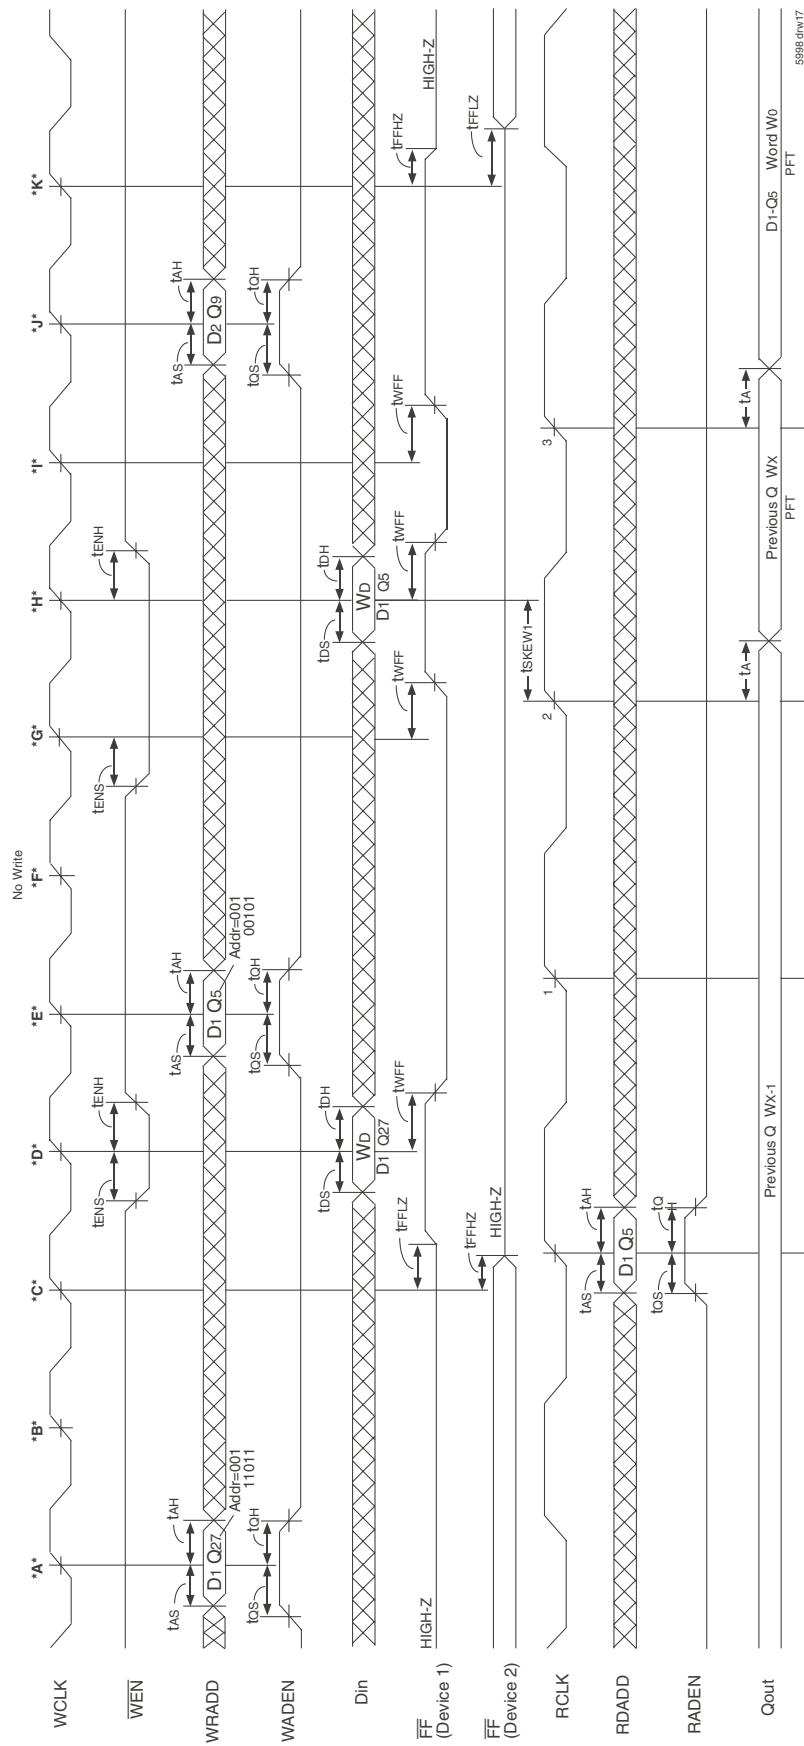 No Write
*A* *B* *C* *D* *E* *F* *G* *H* *I* *J* *K*
WCLK
tENS tENH tENS tENH
WEN
tAS tAH tAS tAH tAS tAH
WRADD D1 Q27 D1 Q5 D2 Q9
Addr=001 Addr=001
11011 00101
tQS tQH tQS tQH tQS tQH
WADEN
tDS tDH tDS tDH
Din WD WD
D1 Q27 D1 Q5
tFFLZ tWFF tWFF tWFF tWFF tFFHZ
HIGH-Z HIGH-Z
FF
(Device 1)
tFFHZ tFFLZ
HIGH-Z
FF
(Device 2)
tSKEW1
1 2 3
RCLK
tAS tAH
RDADD D1 Q5
tQS tQH
RADEN
tA tA
Qout Previous Q WX-1 Previous Q WX D1-Q5 Word W0
PFT PFT
5998 drw17